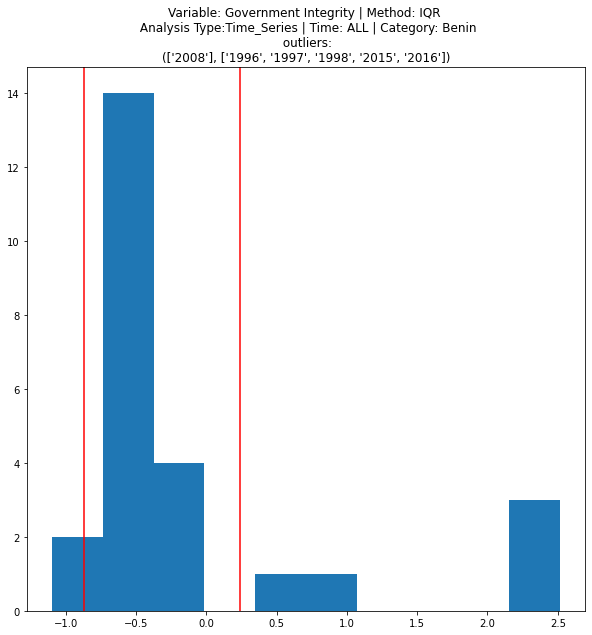 Variable: Government Integrity | Method: IQR
Analysis Type:Time_Series | Time: ALL | Category: Benin
outliers:
(['2008'], ['1996', '1997', '1998', '2015', '2016'])
14
12
10
8
6
4
2
0
−1.0 −0.5 0.0 0.5 1.0 1.5 2.0 2.5